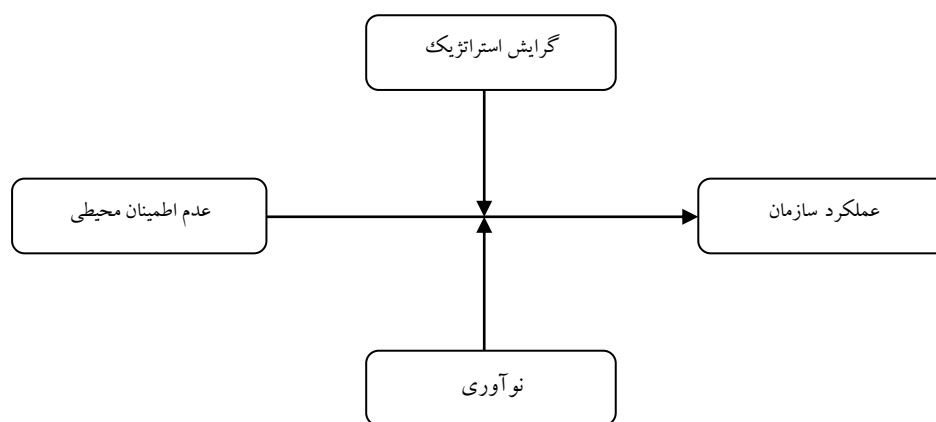 گرایش استراتژیک
عملکرد سازمان
عدم اطمینان محیطی
نوآوری